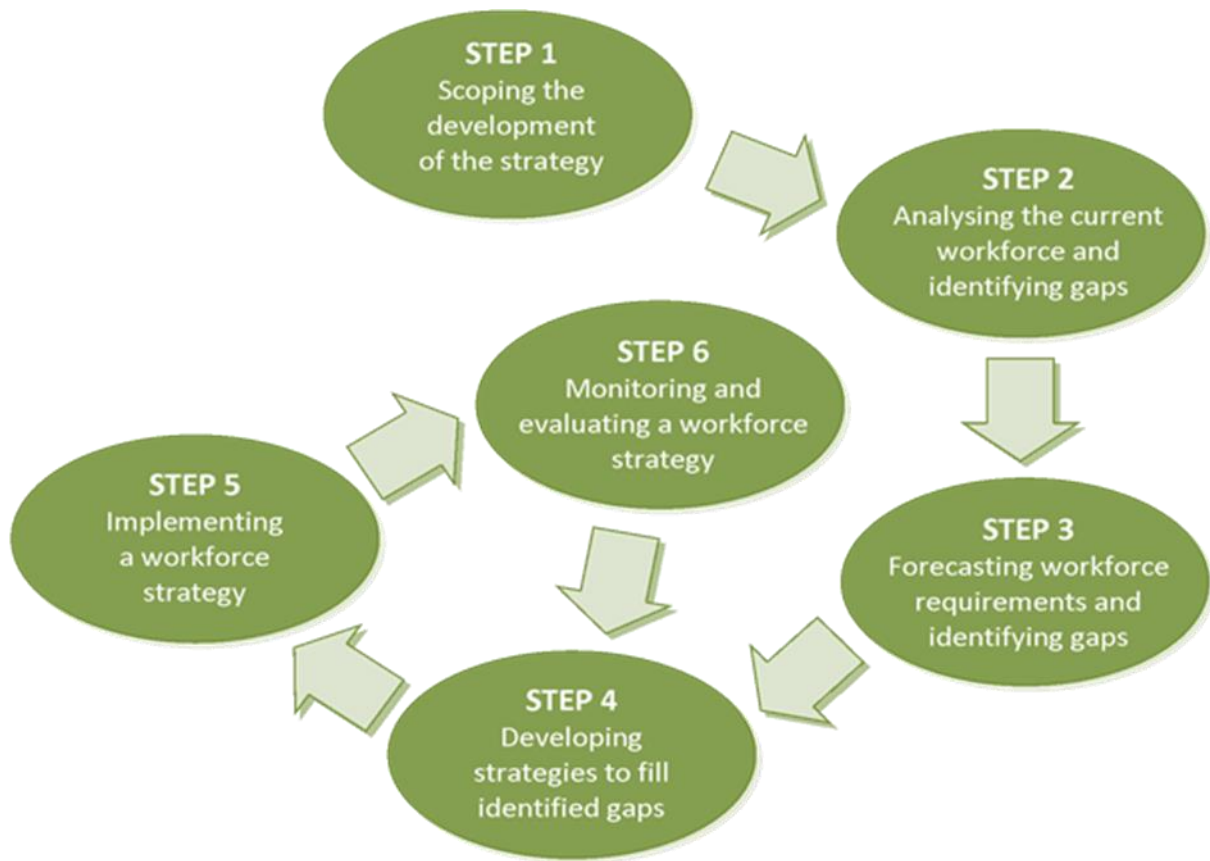 STEP 1
Scoping the
development
of the strategy
STEP 2
Analysing the current
workforce and
identifying gaps
STEP 3
Forecasting workforce
requirements and
identifying gaps
STEP 4
Developing
strategies to fill
identified gaps
STEP 5
Implementing
a workforce
strategy
STEP 6
Monitoring and
evaluating a workforce
strategy